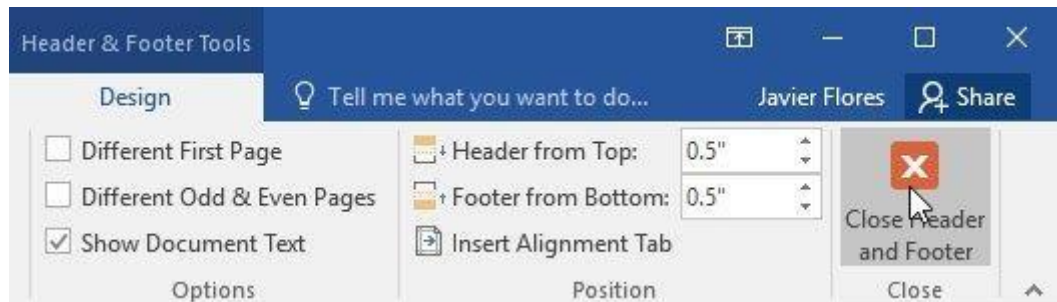 Header & Footer Tools
Design
Tell me what you want to do...
Javier Flores
Share
Different First Page
Different Odd & Even Pages
Show Document Text
Options
Header from Top: 0.5"
Footer from Bottom: 0.5"
Insert Alignment Tab
Position
Close Header
and Footer
Close